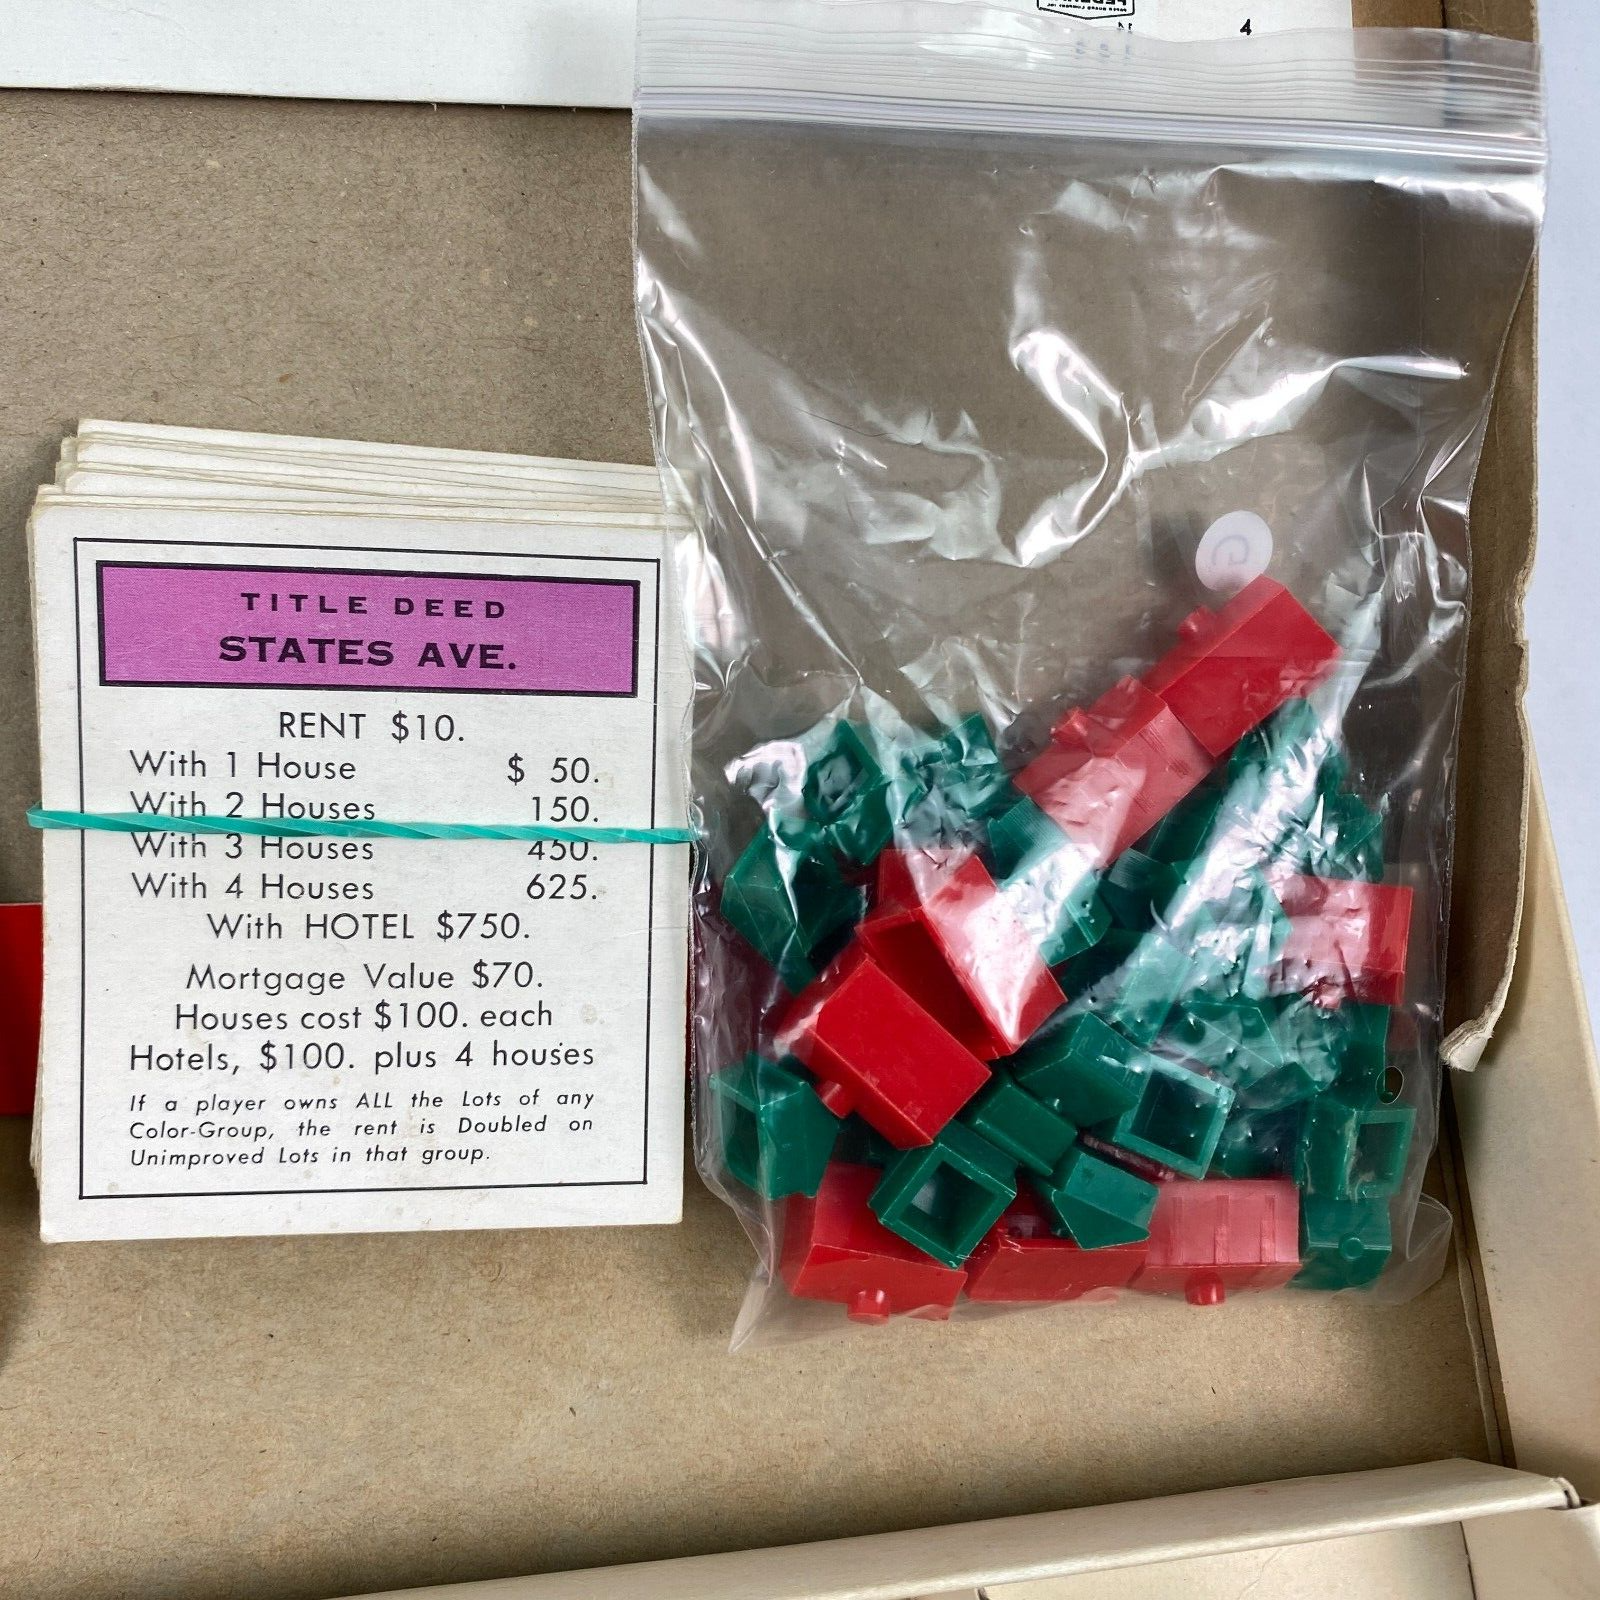 4
TITLE DEED
STATES AVE.
RENT $10.
With 1 House $ 50.
With 2 Houses 150.
With 3 Houses 450.
With 4 Houses 625.
With HOTEL $750.
Mortgage Value $70.
Houses cost $100. each
Hotels, $100. plus 4 houses
If a player owns ALL the Lots of any
Color-Group, the rent is Doubled on
Unimproved Lots in that group.